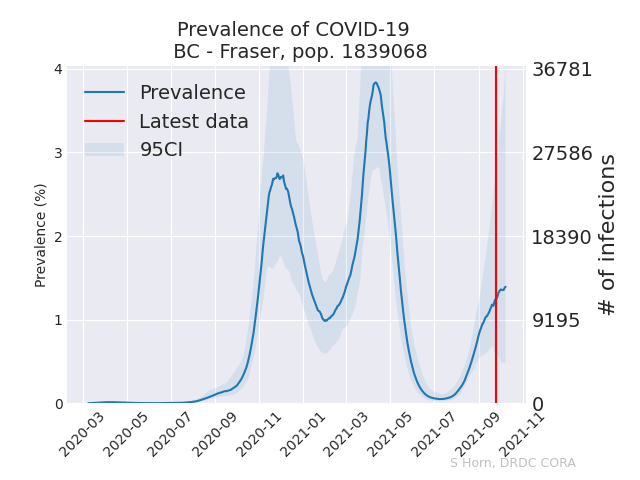 Prevalence of COVID-19
BC - Fraser, pop. 1839068
Prevalence
Latest data
95CI
Prevalence (%)
4
3
2
1
0
36781
27586
18390
9195
0
# of infections
2020-03
2020-05
2020-07
2020-09
2020-11
2021-01
2021-03
2021-05
2021-07
2021-09
2021-11
S Horn, DRDC CORA